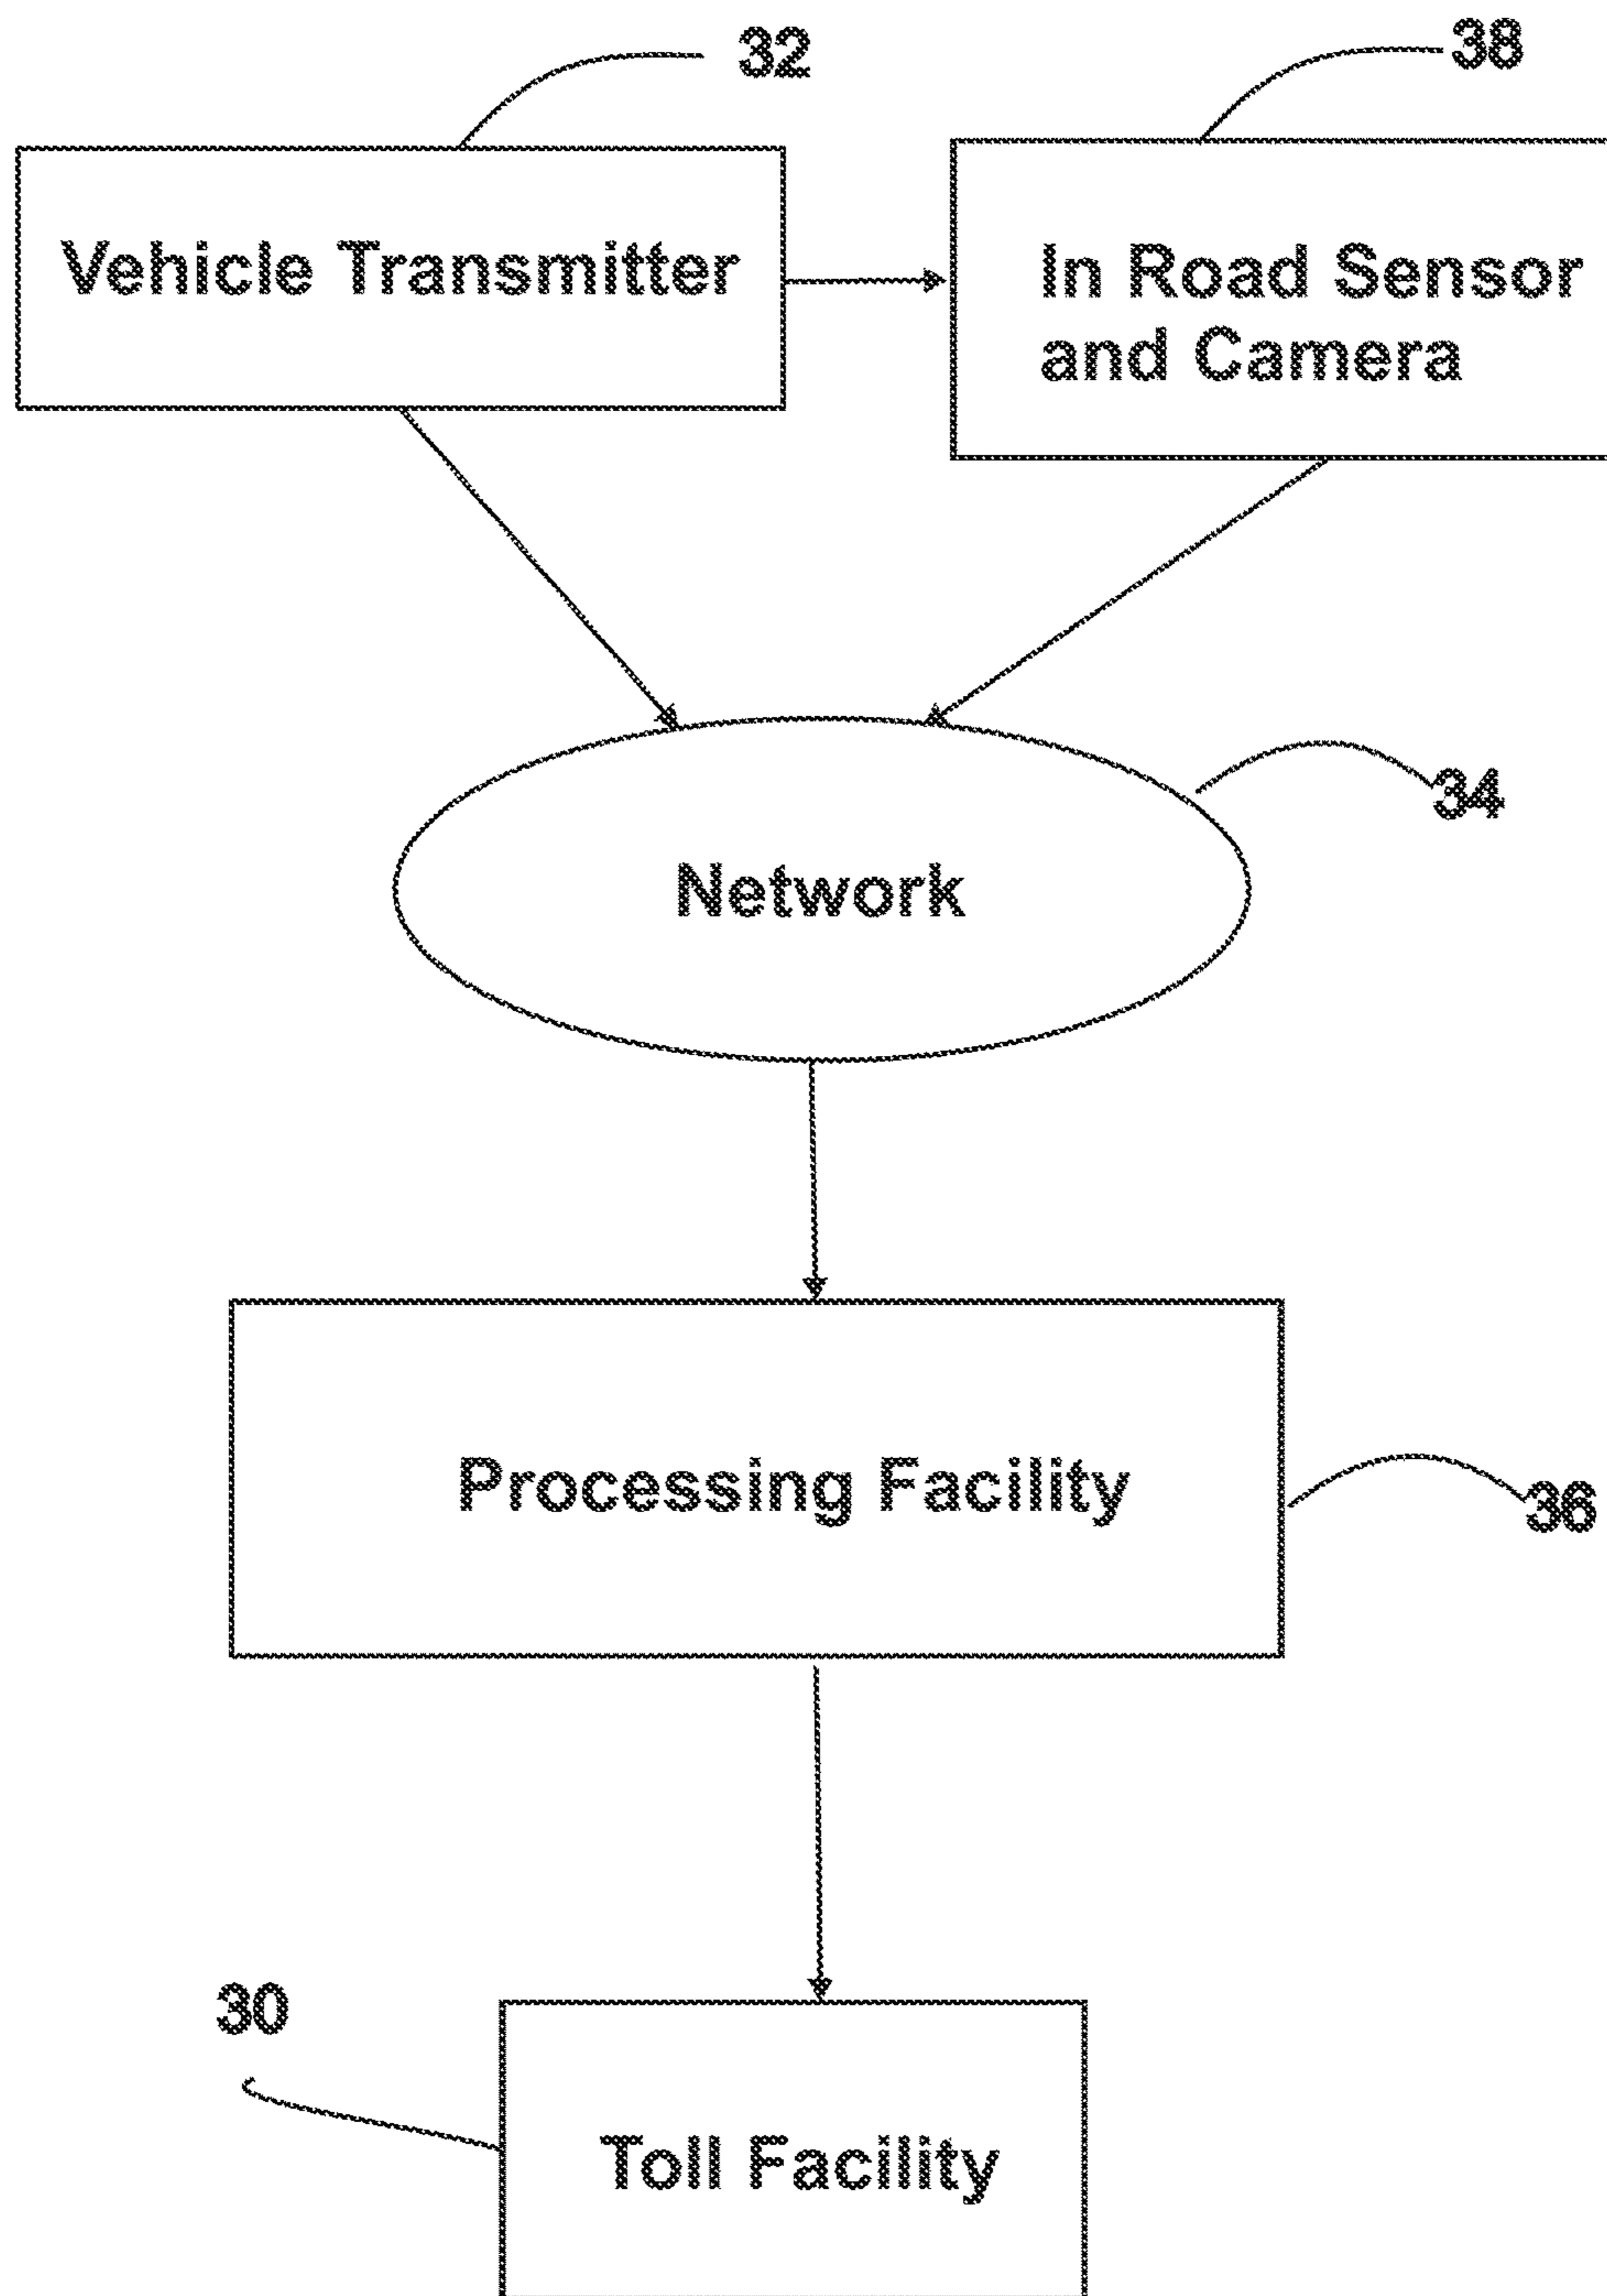 32
38
Vehicle Transmitter
In Road Sensor
and Camera
34
Network
Processing Facility
36
30
Toll Facility